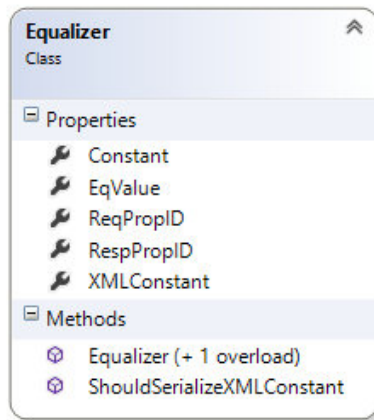 Equalizer
Class
Properties
Constant
EqValue
ReqPropID
RespPropID
XMLConstant
Methods
Equalizer (+ 1 overload)
ShouldSerializeXMLConstant